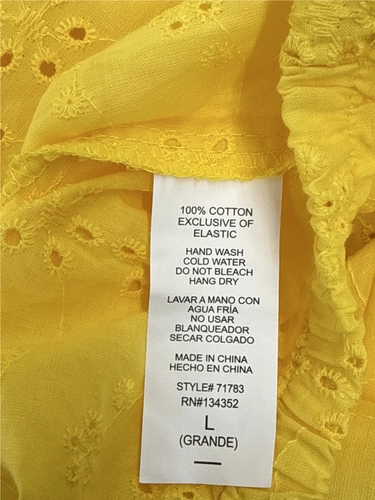 100% COTTON
EXCLUSIVE OF
ELASTIC
HAND WASH
COLD WATER
DO NOT BLEACH
HANG DRY
LAVAR A MANO CON
AGUA FRÍA
NO USAR
BLANQUEADOR
SECAR COLGADO
MADE IN CHINA
HECHO EN CHINA
STYLE# 71783
RN#134352
L
(GRANDE)